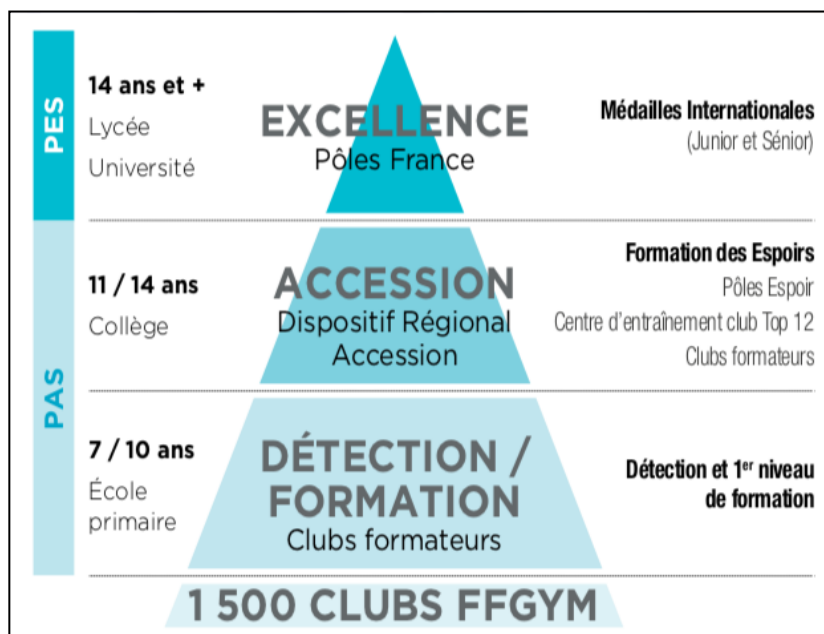 PES
14 ans et +
Lycée
Université
EXCELLENCE
Pôles France
Médailles Internationales
(Junior et Sénior)
PAS
11 / 14 ans
Collège
ACCESSION
Dispositif Régional
Accession
Formation des Espoirs
Pôles Espoir
Centre d'entraînement club Top 12
Clubs formateurs
7 / 10 ans
École
primaire
DÉTECTION /
FORMATION
Clubs formateurs
Détection et 1er niveau
de formation
1 500 CLUBS FFGYM